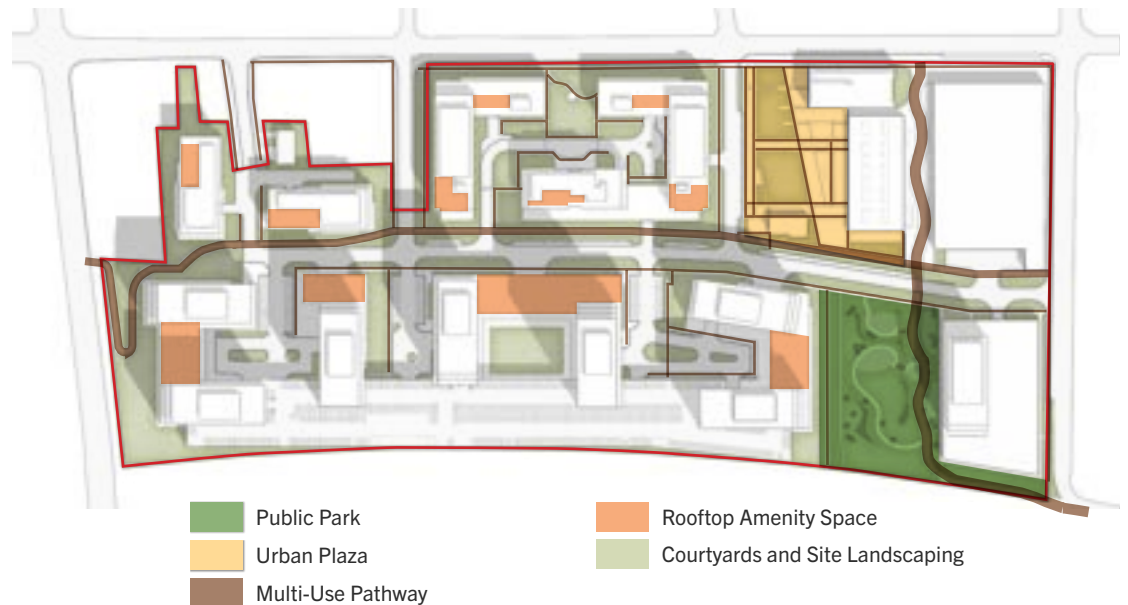 Public Park
Urban Plaza
Multi-Use Pathway
Rooftop Amenity Space
Courtyards and Site Landscaping